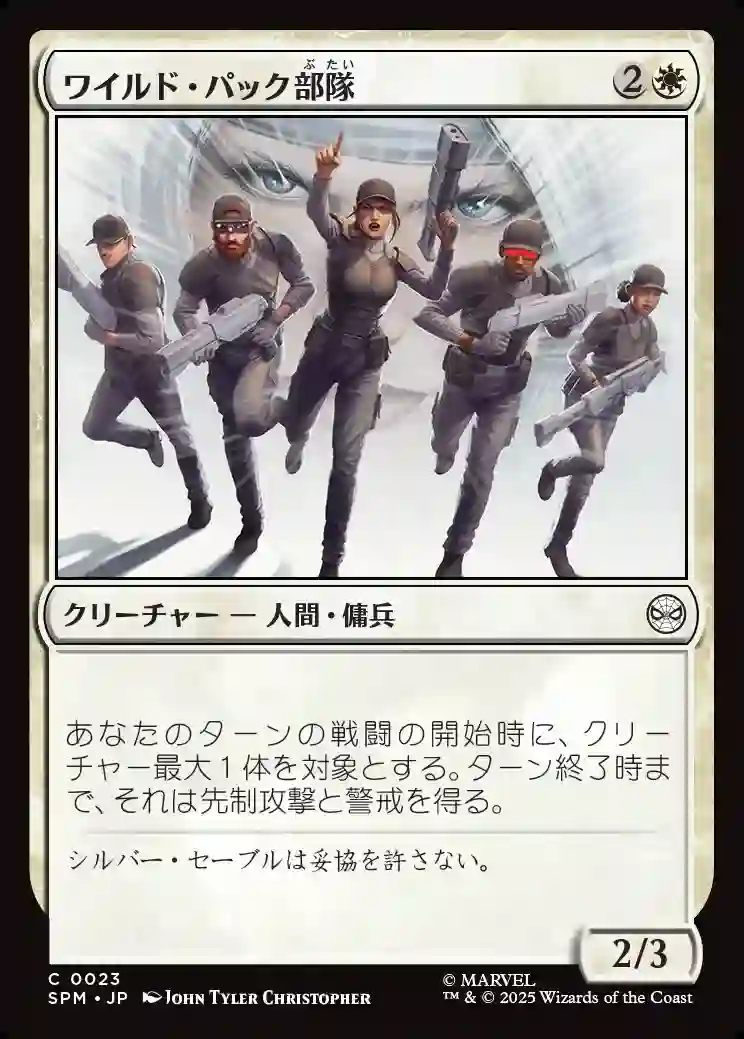 ぶたい
ワイルド・パック部隊
2
クリーチャー — 人間・傭兵
あなたのターンの戦闘の開始時に、クリー
チャー最大1体を対象とする。ターン終了時ま
で、それは先制攻撃と警戒を得る。
シルバー・セーブルは妥協を許さない。
2/3
C 0023
SPM・JP JOHN TYLER CHRISTOPHER
© MARVEL
™ & © 2025 Wizards of the Coast